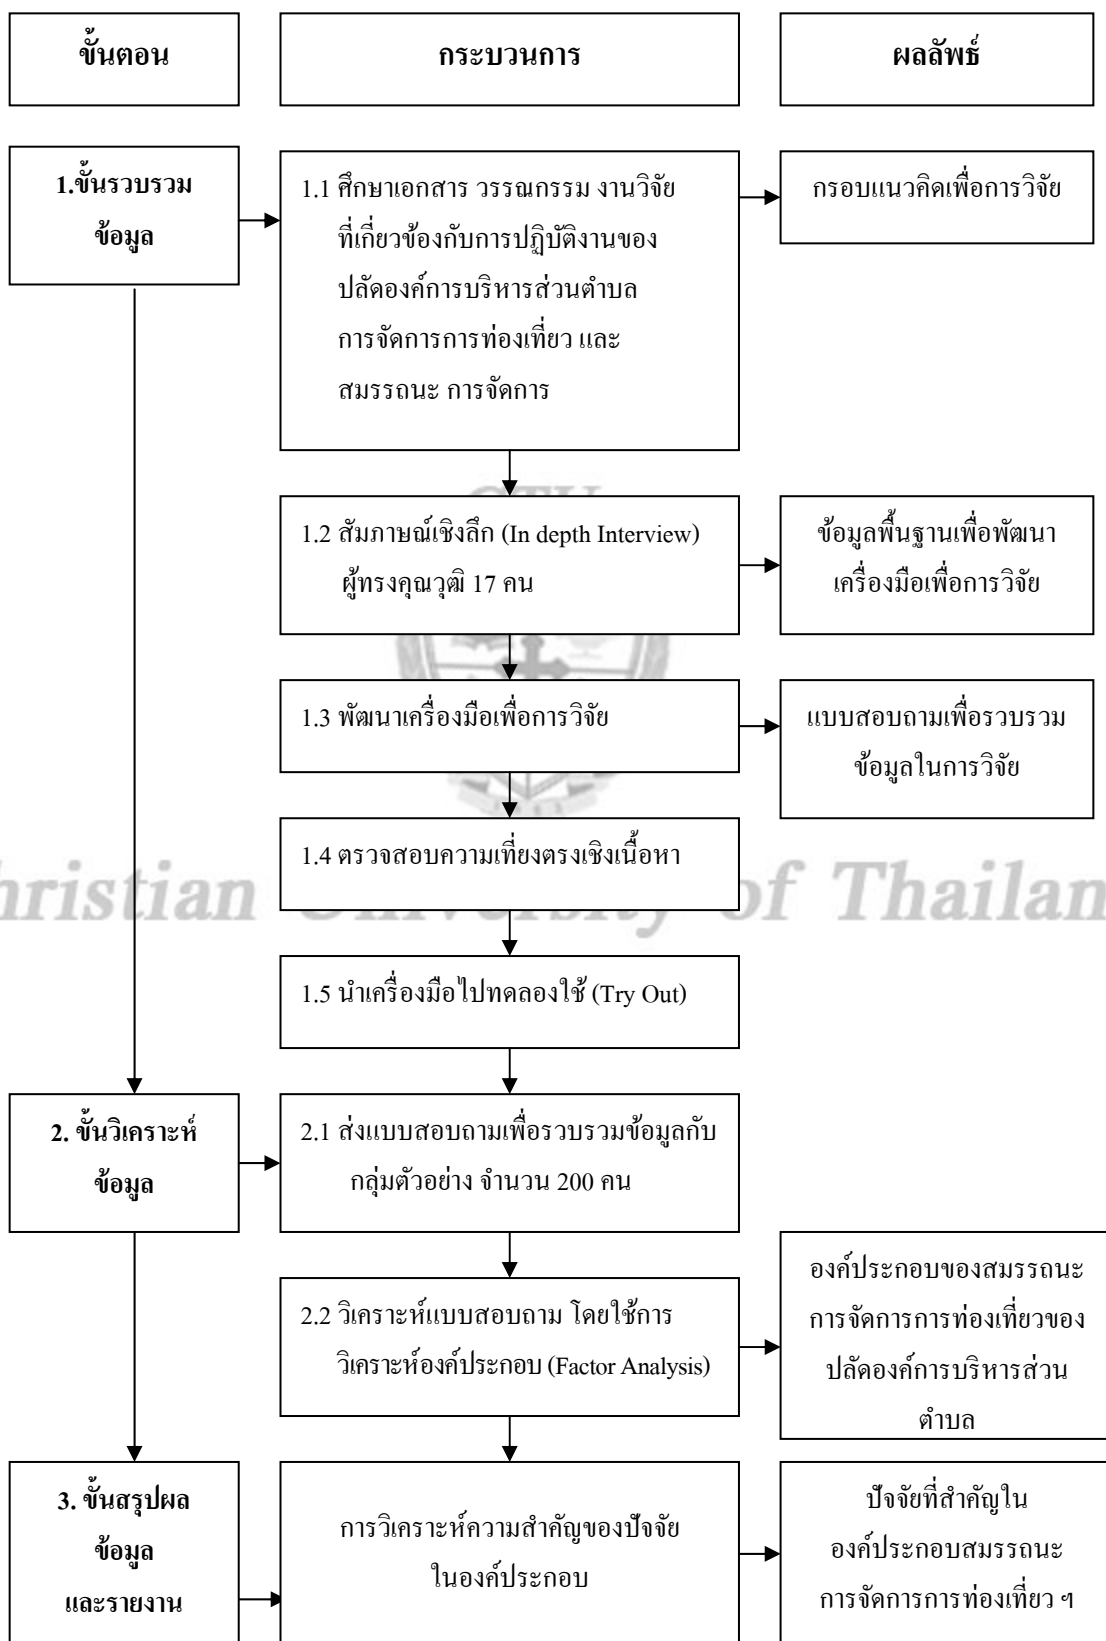 ขั้นตอน
กระบวนการ
ผลลัพธ์
1.ขั้นรวบรวม
ข้อมูล
1.1 ศึกษาเอกสาร วรรณกรรม งานวิจัย
ที่เกี่ยวข้องกับการปฏิบัติงานของ
ปลัดองค์การบริหารส่วนตำบล
การจัดการการท่องเที่ยว และ
สมรรถนะ การจัดการ
กรอบแนวคิดเพื่อการวิจัย
1.2 สัมภาษณ์เชิงลึก (In depth Interview)
ผู้ทรงคุณวุฒิ 17 คน
ข้อมูลพื้นฐานเพื่อพัฒนา
เครื่องมือเพื่อการวิจัย
1.3 พัฒนาเครื่องมือเพื่อการวิจัย
แบบสอบถามเพื่อรวบรวม
ข้อมูลในการวิจัย
1.4 ตรวจสอบความเที่ยงตรงเชิงเนื้อหา
hristian University of Thailan
1.5 นำเครื่องมือไปทดลองใช้ (Try Out)
2. ขั้นวิเคราะห์
ข้อมูล
2.1 ส่งแบบสอบถามเพื่อรวบรวมข้อมูลกับ
กลุ่มตัวอย่าง จำนวน 200 คน
2.2 วิเคราะห์แบบสอบถาม โดยใช้การ
วิเคราะห์องค์ประกอบ (Factor Analysis)
องค์ประกอบของสมรรถนะ
การจัดการการท่องเที่ยวของ
ปลัดองค์การบริหารส่วน
ตำบล
3. ขั้นสรุปผล
ข้อมูล
และรายงาน
การวิเคราะห์ความสำคัญของปัจจัย
ในองค์ประกอบ
ปัจจัยที่สำคัญใน
องค์ประกอบสมรรถนะ
การจัดการการท่องเที่ยว ฯ